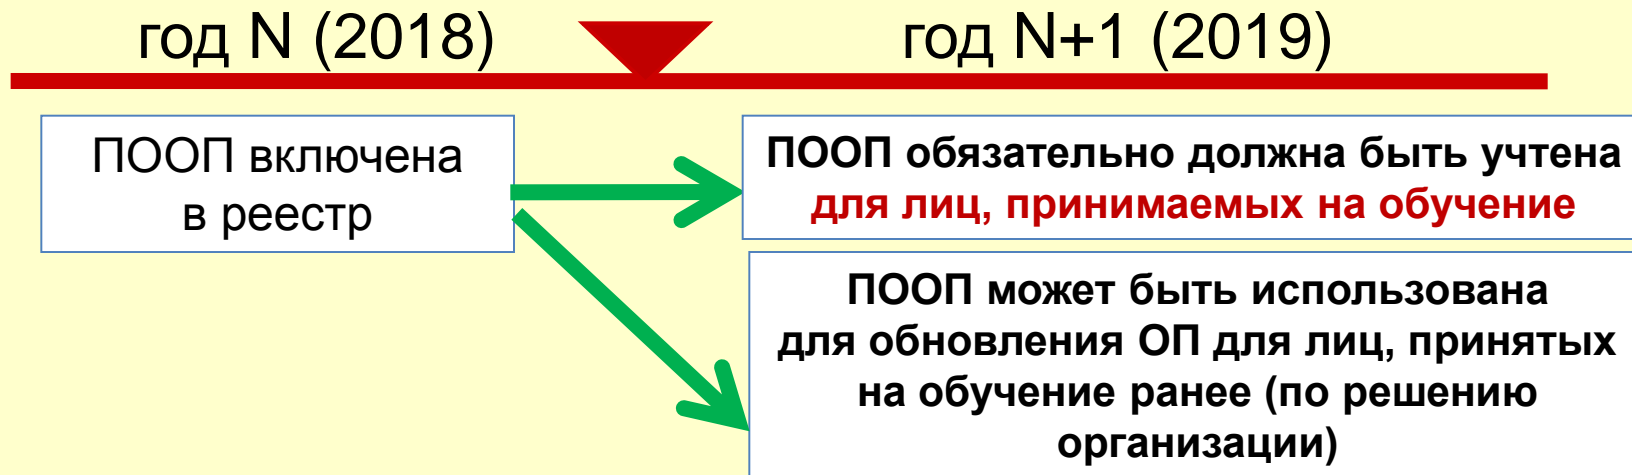 год N (2018)
год N+1 (2019)
ПООП включена
в реестр
ПООП обязательно должна быть учтена
для лиц, принимаемых на обучение
ПООП может быть использована
для обновления ОП для лиц, принятых
на обучение ранее (по решению
организации)